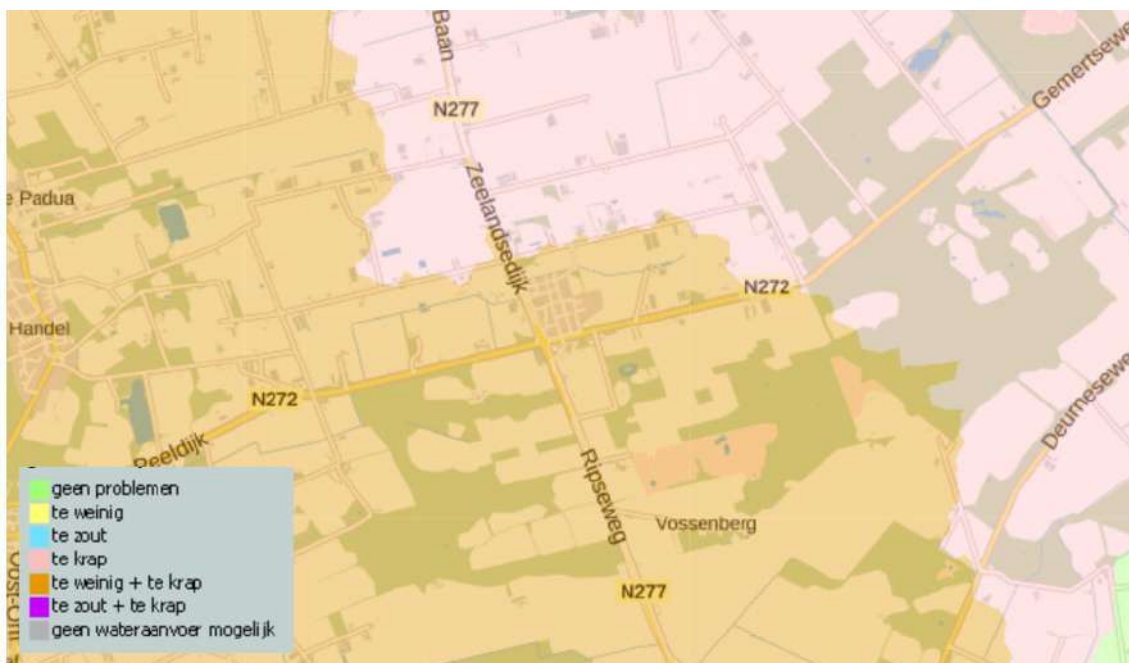 Baan
Gemertsewe
N277
Zeelandsedijk
e Padua
N272
Handel
N272
Deurnesewe
Peeldijk
Ripseweg
Vossenberg
N277
geen problemen
te weinig
te zout
te krap
te weinig + te krap
te zout + te krap
geen wateraanvoer mogelijk